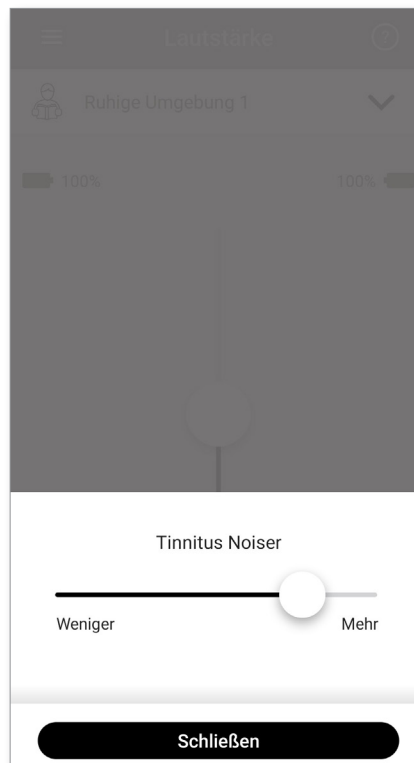 Lautstärke
Ruhige Umgebung 1
100% 100%
Tinnitus Noiser
Weniger Mehr
Schließen